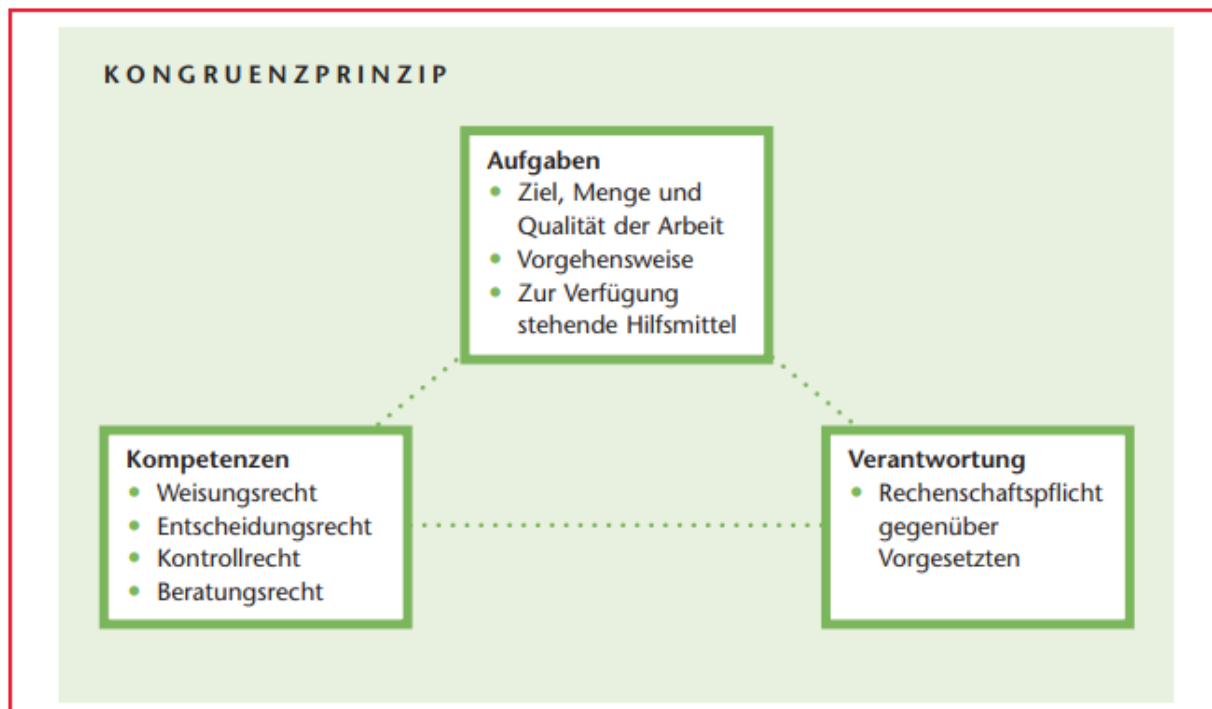 KONGRUENZPRINZIP
Aufgaben
• Ziel, Menge und
Qualität der Arbeit
• Vorgehensweise
• Zur Verfügung
stehende Hilfsmittel
Kompetenzen
• Weisungsrecht
• Entscheidungsrecht
• Kontrollrecht
• Beratungsrecht
Verantwortung
• Rechenschaftspflicht
gegenüber
Vorgesetzten